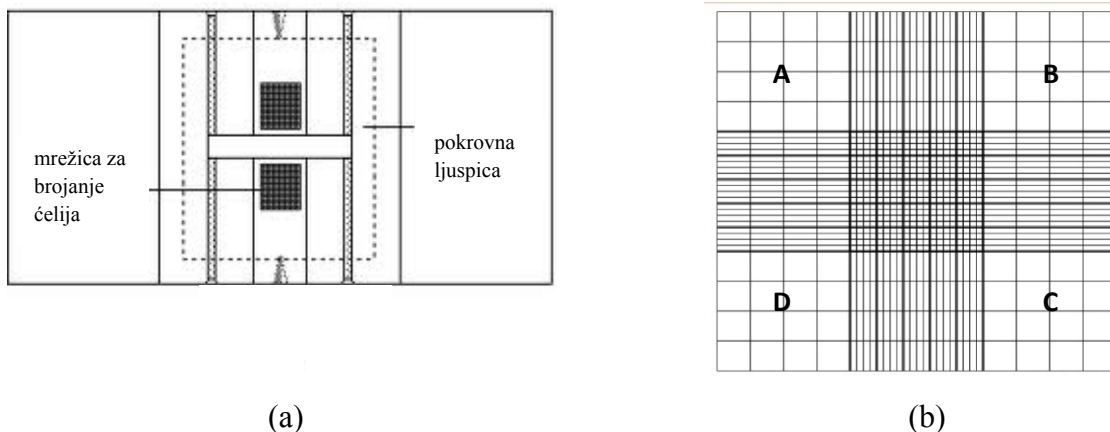 mrežica za
brojanje
ćelija
pokrovna
ljuspica
A
B
D
C
(a)
(b)